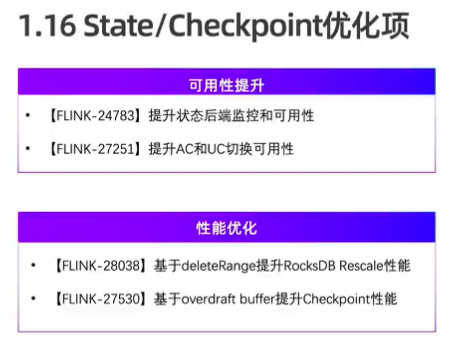 1.16 State/Checkpoint优化项
可用性提升
• 【FLINK-24783】提升状态后端监控和可用性
• 【FLINK-27251】提升AC和UC切换可用性
性能优化
• 【FLINK-28038】基于deleteRange提升RocksDB Rescale性能
• 【FLINK-27530】基于overdraft buffer提升Checkpoint性能